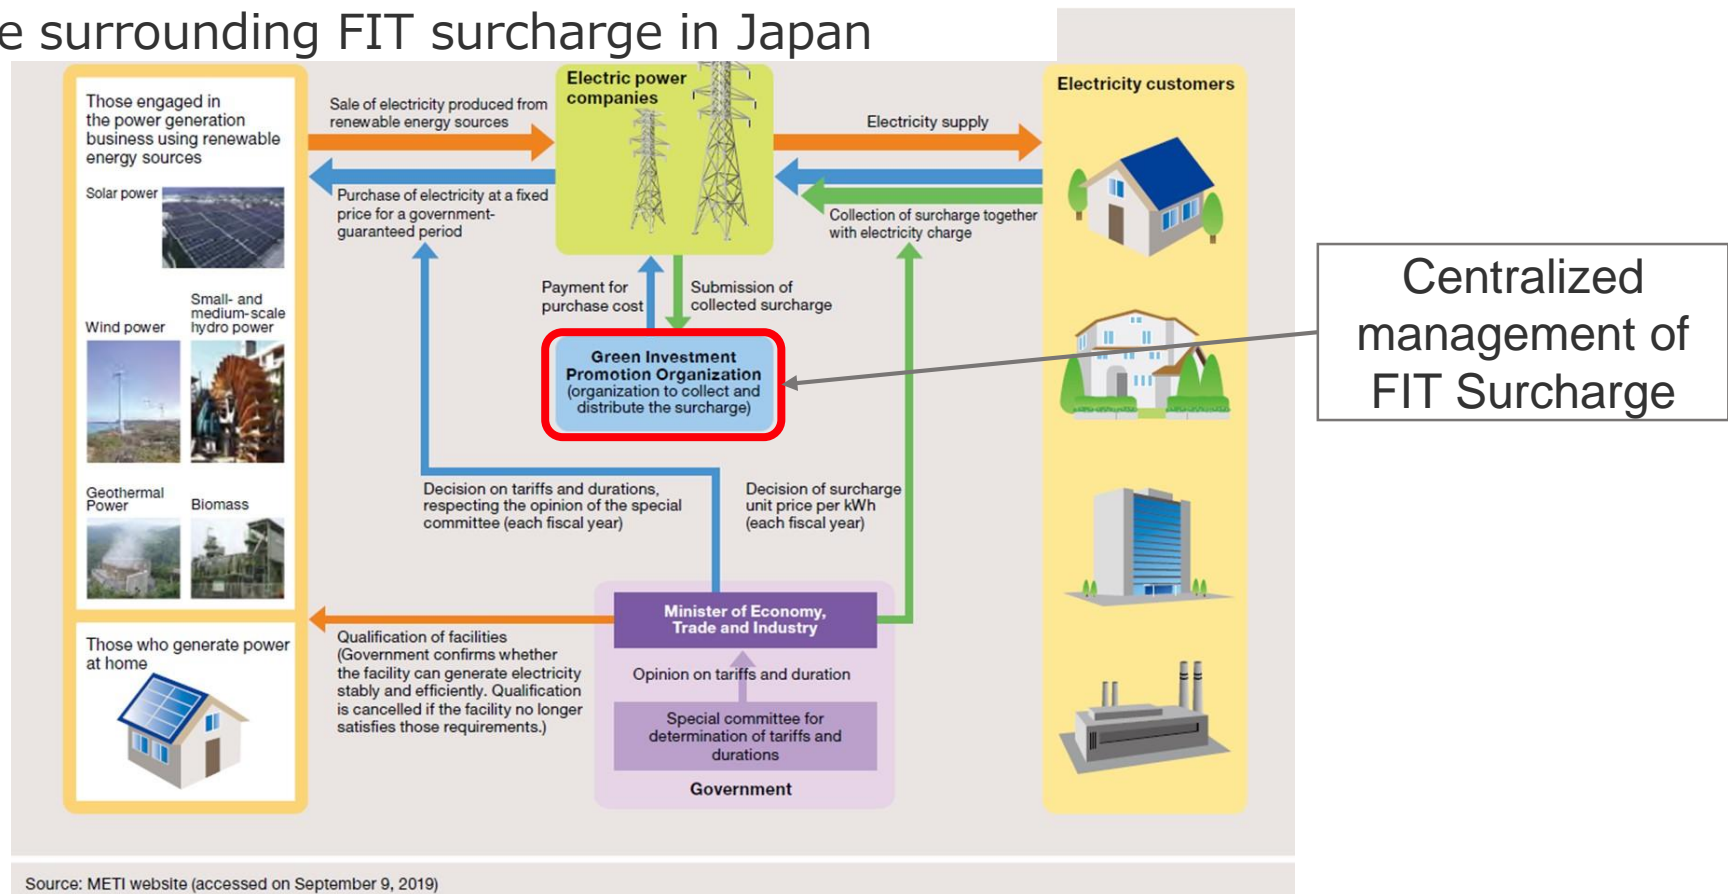 e surrounding FIT surcharge in Japan
Those engaged in
the power generation
business using renewable
energy sources
Solar power
Wind power
Small- and
medium-scale
hydro power
Geothermal
Power
Biomass
Those who generate power
at home
Sale of electricity produced from
renewable energy sources
Purchase of electricity at a fixed
price for a government-
guaranteed period
Electric power
companies
Electricity supply
Collection of surcharge together
with electricity charge
Electricity customers
Payment for
purchase cost
Submission of
collected surcharge
Green Investment
Promotion Organization
(organization to collect and
distribute the surcharge)
Centralized
management of
FIT Surcharge
Decision on tariffs and durations,
respecting the opinion of the special
committee (each fiscal year)
Decision of surcharge
unit price per kWh
(each fiscal year)
Qualification of facilities
(Government confirms whether
the facility can generate electricity
stably and efficiently. Qualification
is cancelled if the facility no longer
satisfies those requirements.)
Minister of Economy,
Trade and Industry
Opinion on tariffs and duration
Special committee for
determination of tariffs and
durations
Government
Source: METI website (accessed on September 9, 2019)